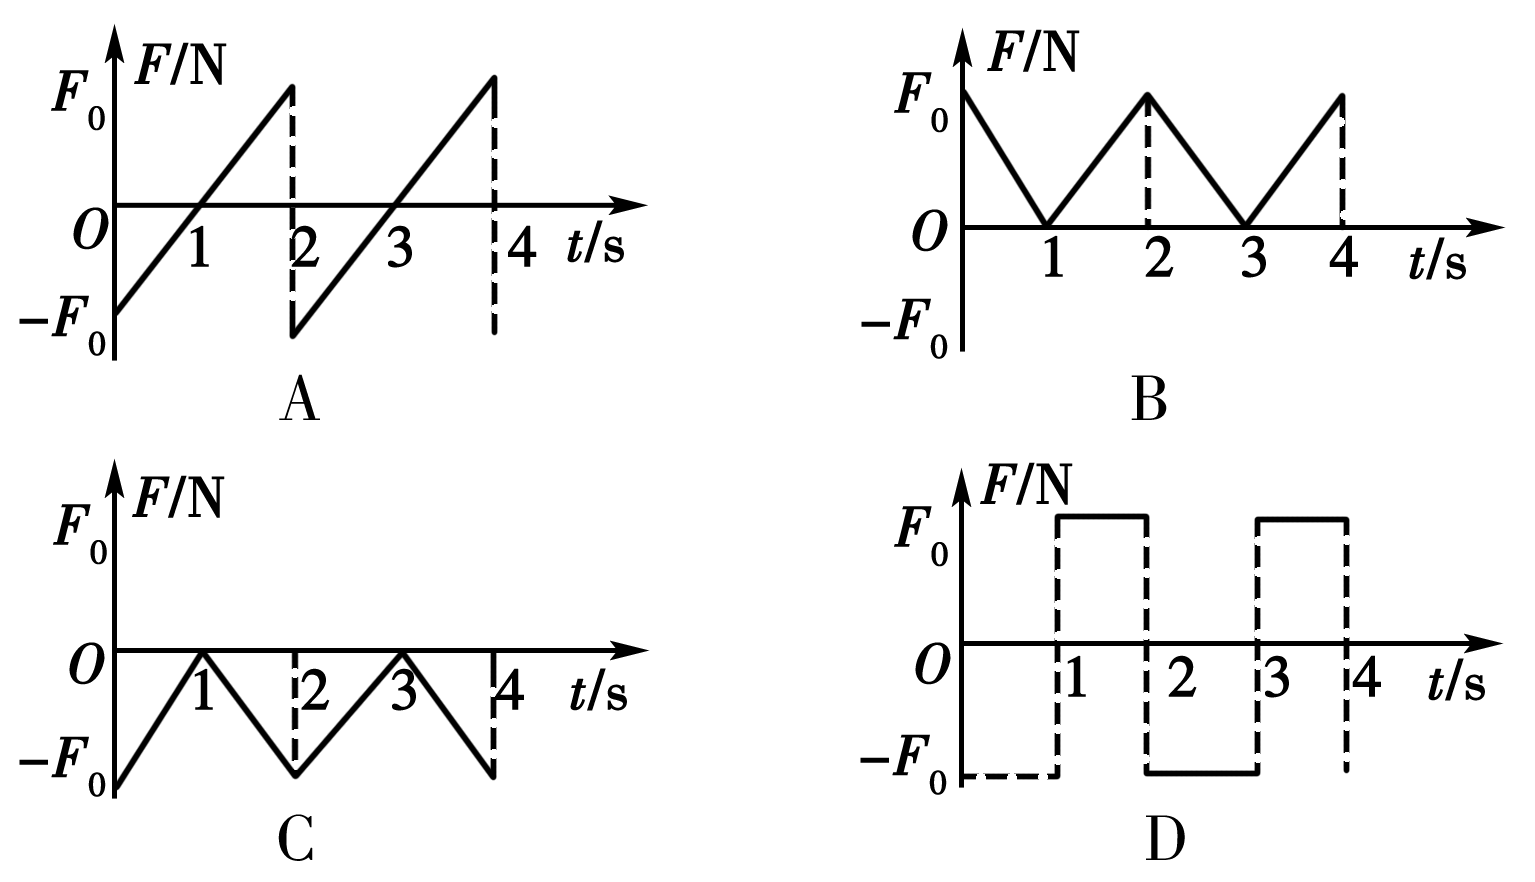 F/N
F₀
O
1 2 3 4 t/s
−F₀
A
F/N
F₀
O
1 2 3 4 t/s
−F₀
B
F/N
F₀
O
1 2 3 4 t/s
−F₀
C
F/N
F₀
O
1 2 3 4 t/s
−F₀
D